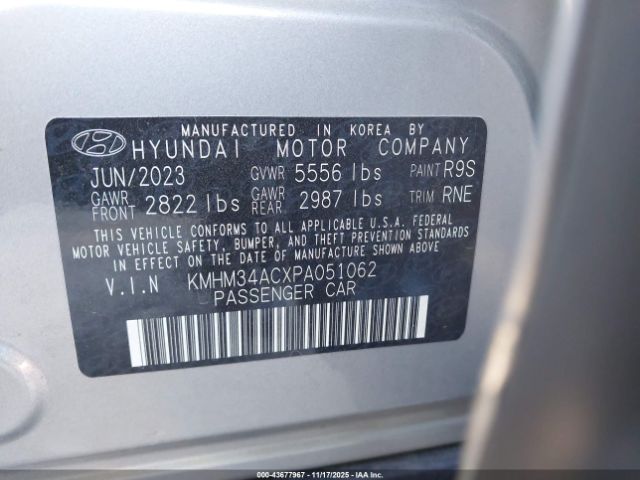 MANUFACTURED IN KOREA BY
HYUNDAI MOTOR COMPANY
JUN/2023 GVWR 5556 lbs PAINT R9S
GAWR FRONT 2822 lbs GAWR REAR 2987 lbs TRIM RNE
THIS VEHICLE CONFORMS TO ALL APPLICABLE U.S.A. FEDERAL
MOTOR VEHICLE SAFETY, BUMPER, AND THEFT PREVENTION STANDARDS
IN EFFECT ON THE DATE OF MANUFACTURE SHOWN ABOVE
V.I.N KMHM34ACXPA051062
PASSENGER CAR
000-43677967 - 11/17/2025 - IAA Inc.